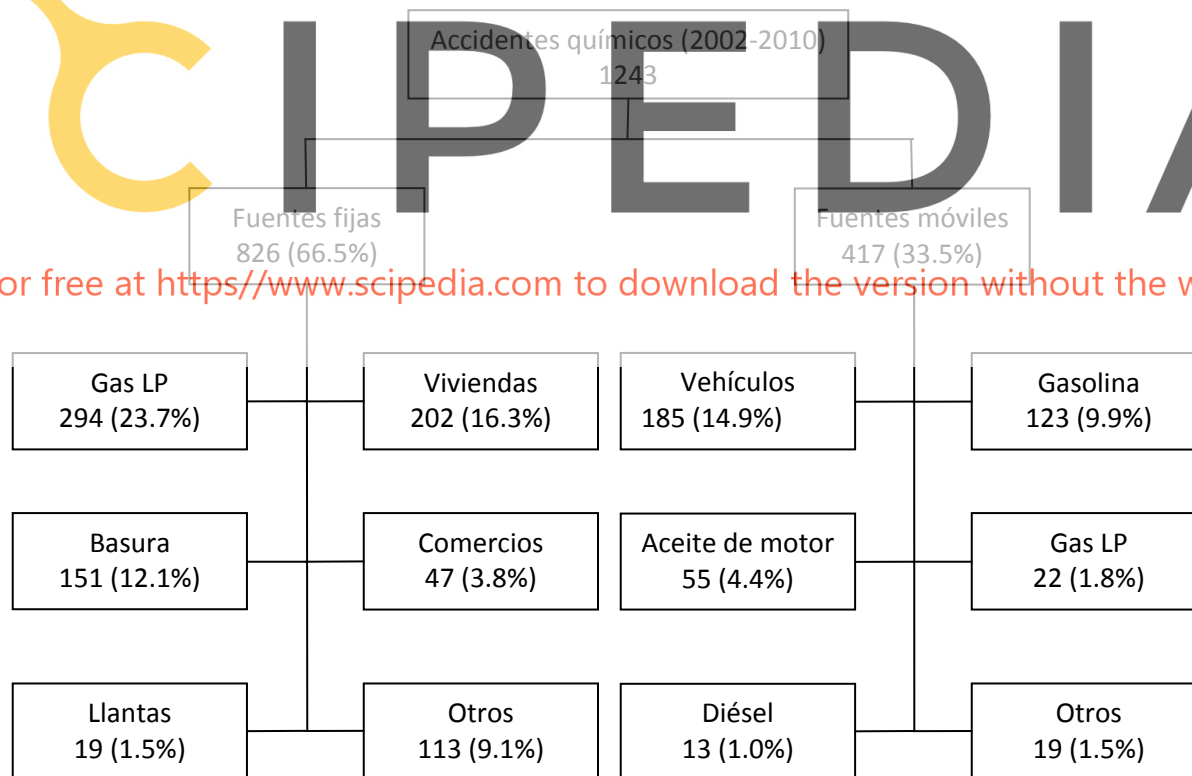 CIPEDIA
Accidentes químicos (2002-2010)
1243
Fuentes fijas
826 (66.5%)
Fuentes móviles
417 (33.5%)
or free at https//www.scipedia.com to download the version without the w
Gas LP
294 (23.7%)
Viviendas
202 (16.3%)
Vehículos
185 (14.9%)
Gasolina
123 (9.9%)
Basura
151 (12.1%)
Comercios
47 (3.8%)
Aceite de motor
55 (4.4%)
Gas LP
22 (1.8%)
Llantas
19 (1.5%)
Otros
113 (9.1%)
Diésel
13 (1.0%)
Otros
19 (1.5%)